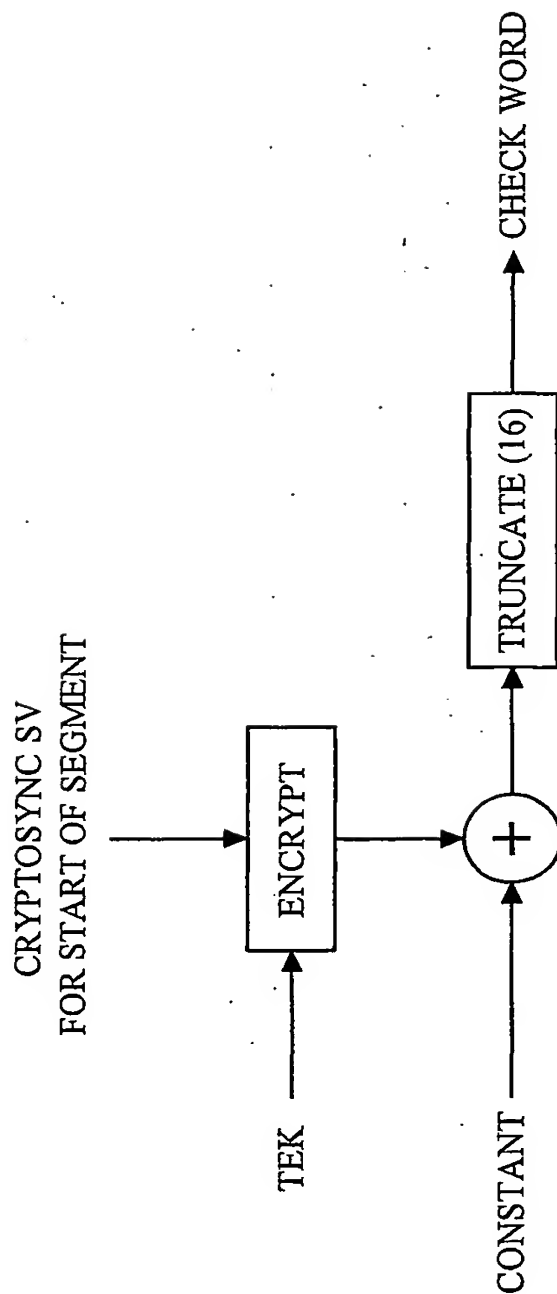 CRYPTOSYNC SV
FOR START OF SEGMENT
TEK
ENCRYPT
CONSTANT
+
TRUNCATE (16)
CHECK WORD